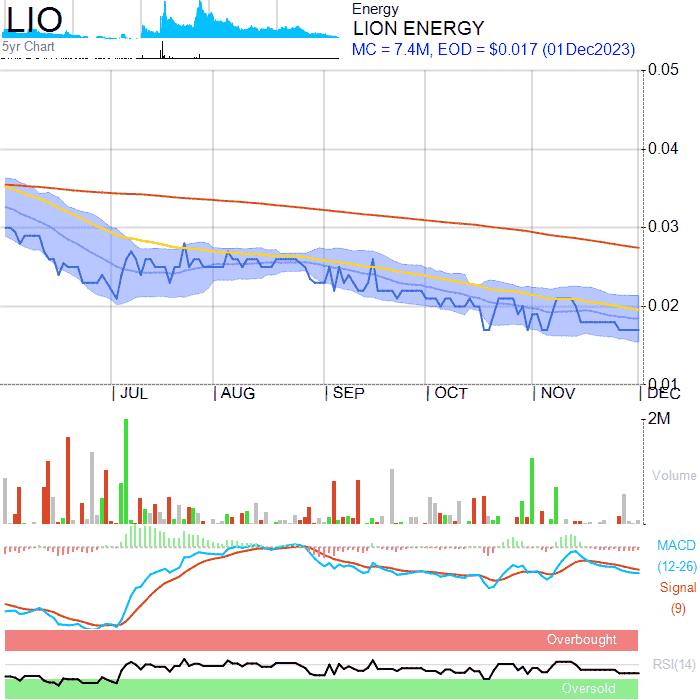 LIO
5yr Chart
Energy
LION ENERGY
MC = 7.4M, EOD = $0.017 (01Dec2023)
0.05
0.04
0.03
0.02
0.01
JUL AUG SEP OCT NOV DEC
2M
Volume
MACD
(12-26)
Signal
(9)
Overbought
RSI(14)
Oversold